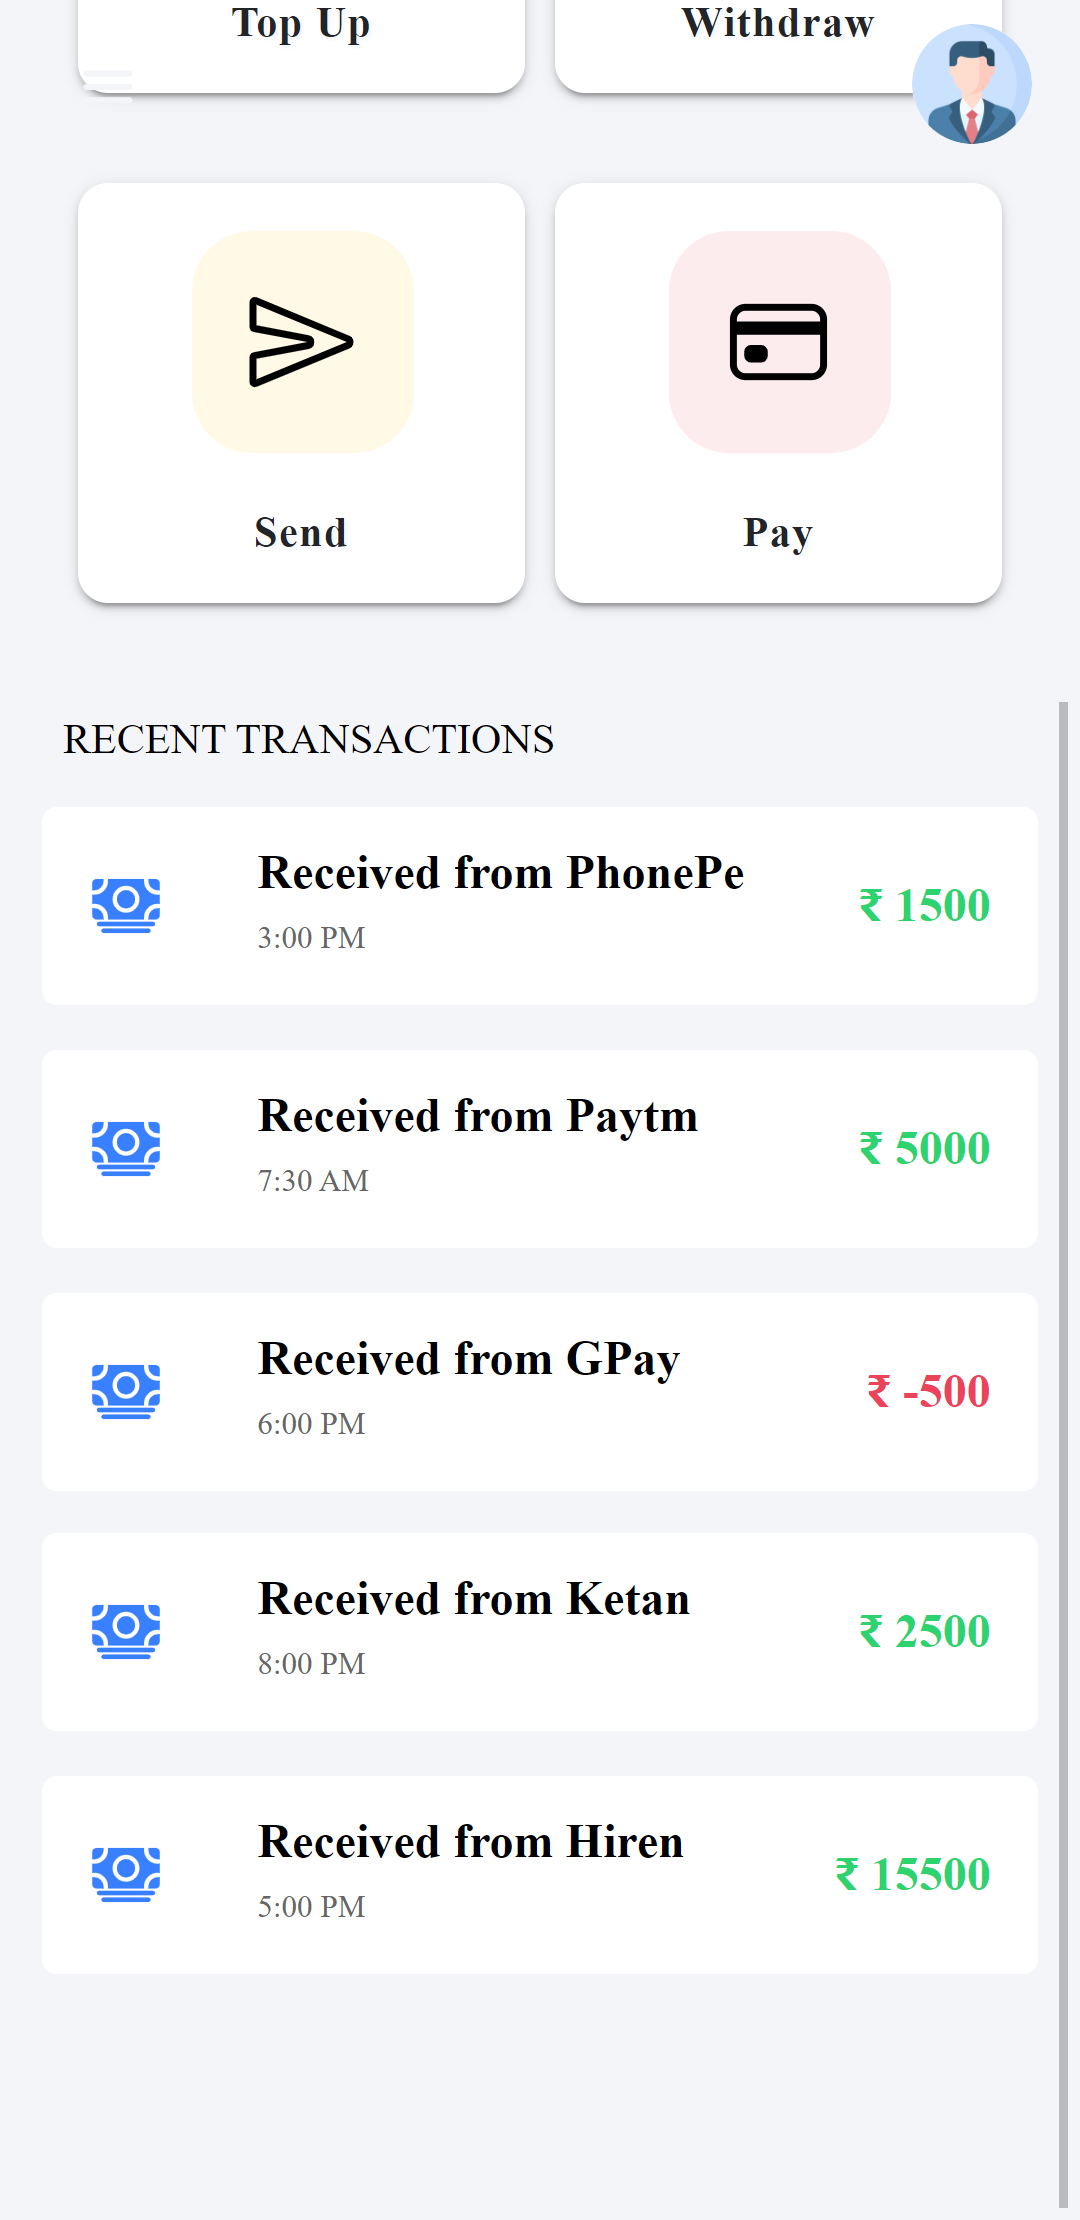 Top Up
Withdraw
Send
Pay
RECENT TRANSACTIONS
Received from PhonePe
3:00 PM
₹ 1500
Received from Paytm
7:30 AM
₹ 5000
Received from GPay
6:00 PM
₹ -500
Received from Ketan
8:00 PM
₹ 2500
Received from Hiren
5:00 PM
₹ 15500